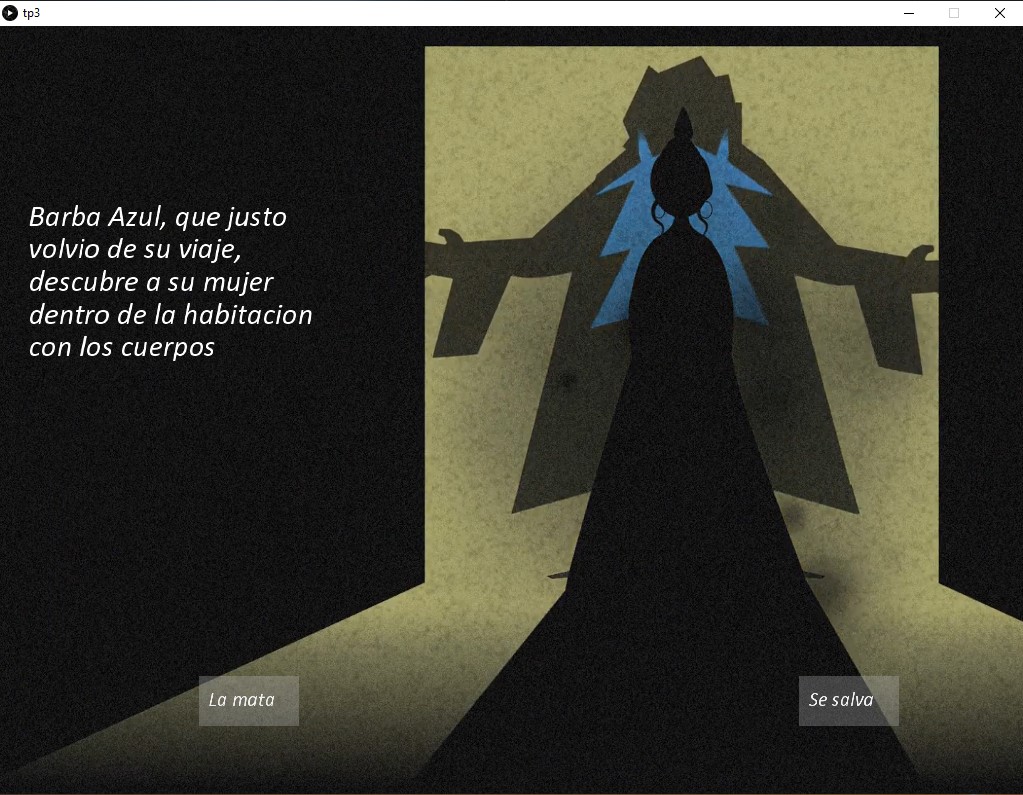 tp3
Barba Azul, que justo
volvio de su viaje,
descubre a su mujer
dentro de la habitacion
con los cuerpos
La mata
Se salva